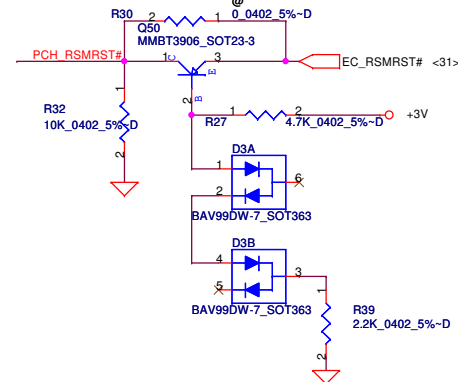 @
R30 2 1 0_0402_5%~D
Q50
MMBT3906_SOT23-3
PCH_RSMRST# 1 C 3 E EC_RSMRST# <31>
2 B
1
R32
10K_0402_5%~D
2
R27 1 2 4.7K_0402_5%~D +3V
D3A
1 6
2
BAV99DW-7_SOT363
D3B
4 3
5
BAV99DW-7_SOT363
1
R39
2.2K_0402_5%~D
2